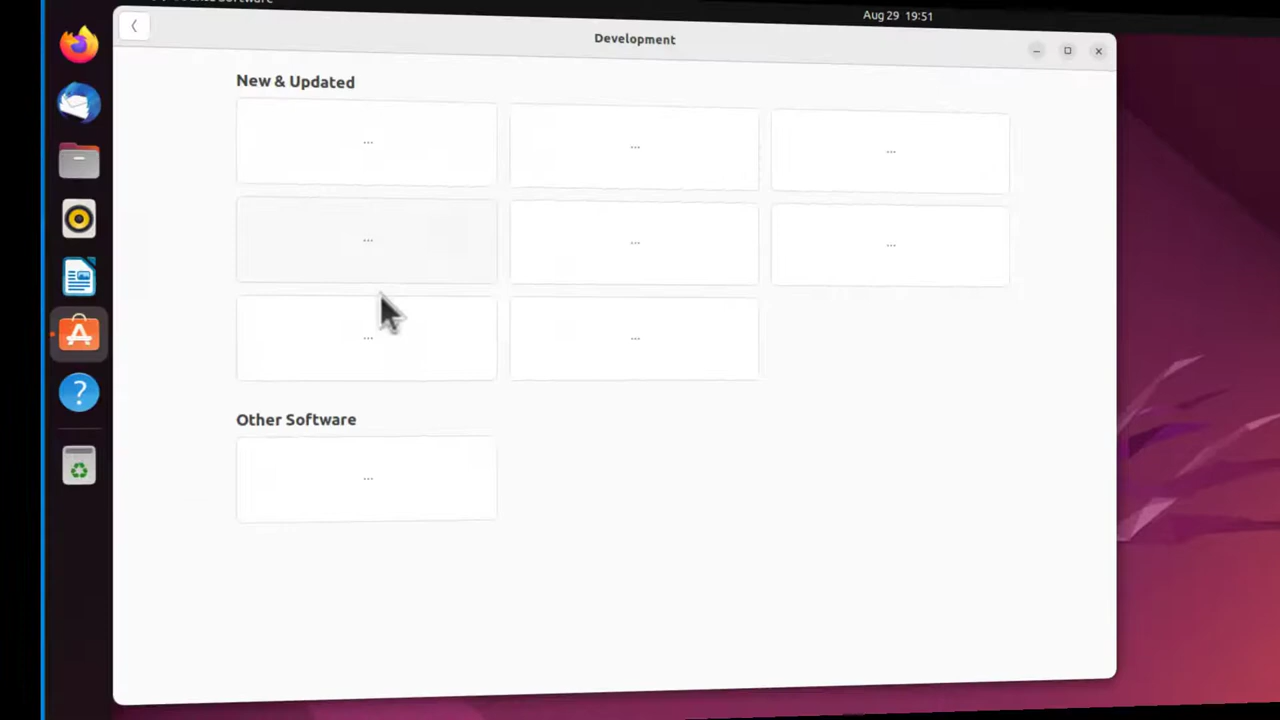 Aug 29 19:51
Development
New & Updated
... ... ...
... ... ...
... ...
Other Software
...